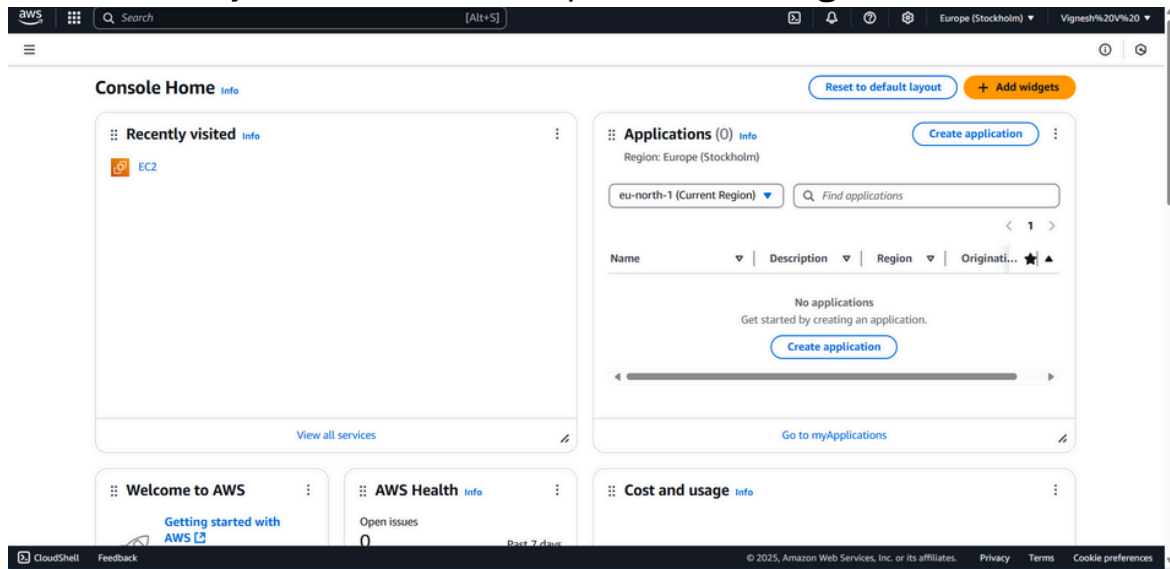 aws
Search [Alt+S]
Europe (Stockholm) Vignesh%20V%20
Console Home Info
Reset to default layout
+ Add widgets
Recently visited Info
EC2
View all services
Applications (0) Info
Create application
Region: Europe (Stockholm)
eu-north-1 (Current Region)
Find applications
1
Name Description Region Originati...
No applications
Get started by creating an application.
Create application
Go to myApplications
Welcome to AWS
Getting started with
AWS
AWS Health Info
Open issues
0
Past 7 days
Cost and usage Info
CloudShell Feedback
© 2025, Amazon Web Services, Inc. or its affiliates. Privacy Terms Cookie preferences